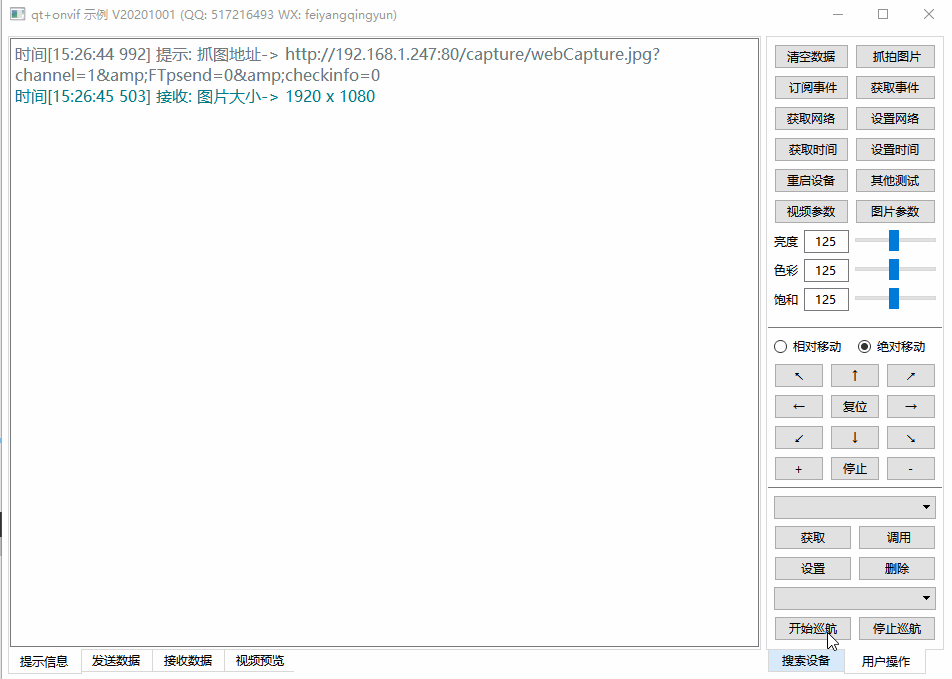 qt+onvif 示例 V20201001 (QQ: 517216493 WX: feiyangqingyun)
时间[15:26:44 992] 提示: 抓图地址-> http://192.168.1.247:80/capture/webCapture.jpg?
channel=1&amp;FTpsend=0&amp;checkinfo=0
时间[15:26:45 503] 接收: 图片大小-> 1920 x 1080
清空数据 抓拍图片
订阅事件 获取事件
获取网络 设置网络
获取时间 设置时间
重启设备 其他测试
视频参数 图片参数
亮度 125
色彩 125
饱和 125
相对移动 绝对移动
↖ ↑ ↗
← 复位 →
↙ ↓ ↘
+ 停止 -
获取 调用
设置 删除
开始巡航 停止巡航
提示信息 发送数据 接收数据 视频预览 搜索设备 用户操作